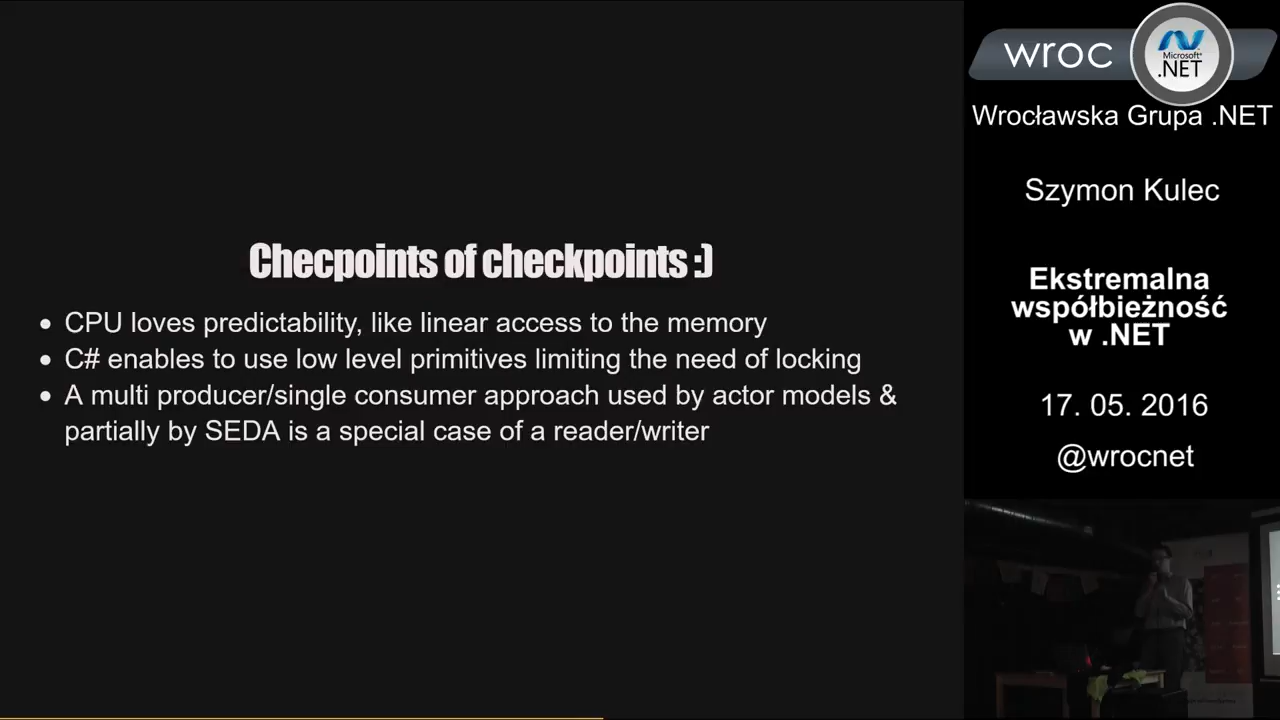 Checpoints of checkpoints :)
• CPU loves predictability, like linear access to the memory
• C# enables to use low level primitives limiting the need of locking
• A multi producer/single consumer approach used by actor models &
partially by SEDA is a special case of a reader/writer
wroc
Microsoft
.NET
Wrocławska Grupa .NET
Szymon Kulec
Ekstremalna
współbieżność
w .NET
17. 05. 2016
@wrocnet